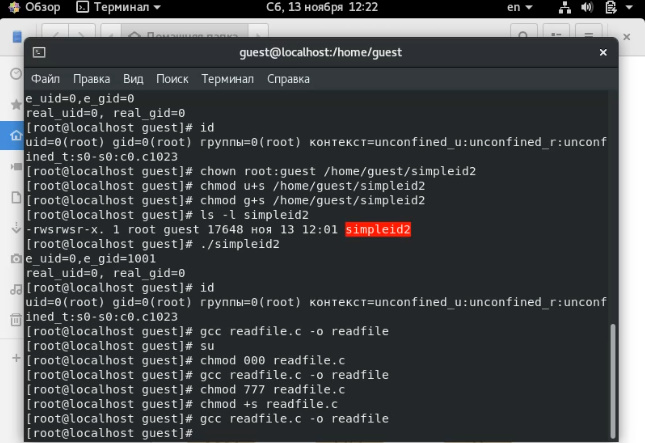 Обзор Терминал Сб, 13 ноября 12:22 en
Домашняя папка
guest@localhost:/home/guest
Файл Правка Вид Поиск Терминал Справка
e_uid=0,e_gid=0
real_uid=0, real_gid=0
[root@localhost guest]# id
uid=0(root) gid=0(root) группы=0(root) контекст=unconfined_u:unconfined_r:unconf
ined_t:s0-s0:c0.c1023
[root@localhost guest]# chown root:guest /home/guest/simpleid2
[root@localhost guest]# chmod u+s /home/guest/simpleid2
[root@localhost guest]# chmod g+s /home/guest/simpleid2
[root@localhost guest]# ls -l simpleid2
-rwsrwsr-x. 1 root guest 17648 ноя 13 12:01 simpleid2
[root@localhost guest]# ./simpleid2
e_uid=0,e_gid=1001
real_uid=0, real_gid=0
[root@localhost guest]# id
uid=0(root) gid=0(root) группы=0(root) контекст=unconfined_u:unconfined_r:unconf
ined_t:s0-s0:c0.c1023
[root@localhost guest]# gcc readfile.c -o readfile
[root@localhost guest]# su
[root@localhost guest]# chmod 000 readfile.c
[root@localhost guest]# gcc readfile.c -o readfile
[root@localhost guest]# chmod 777 readfile.c
[root@localhost guest]# chmod +s readfile.c
[root@localhost guest]# gcc readfile.c -o readfile
[root@localhost guest]#